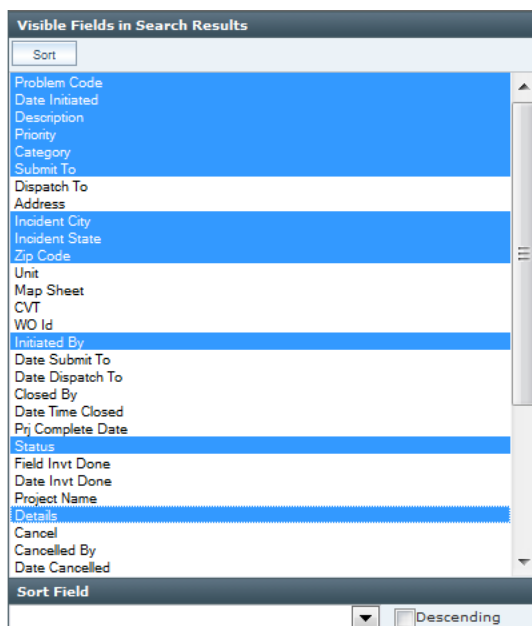 Visible Fields in Search Results
Sort
Problem Code
Date Initiated
Description
Priority
Category
Submit To
Dispatch To
Address
Incident City
Incident State
Zip Code
Unit
Map Sheet
CVT
WO Id
Initiated By
Date Submit To
Date Dispatch To
Closed By
Date Time Closed
Prj Complete Date
Status
Field Invt Done
Date Invt Done
Project Name
Details
Cancel
Cancelled By
Date Cancelled
Sort Field
Descending